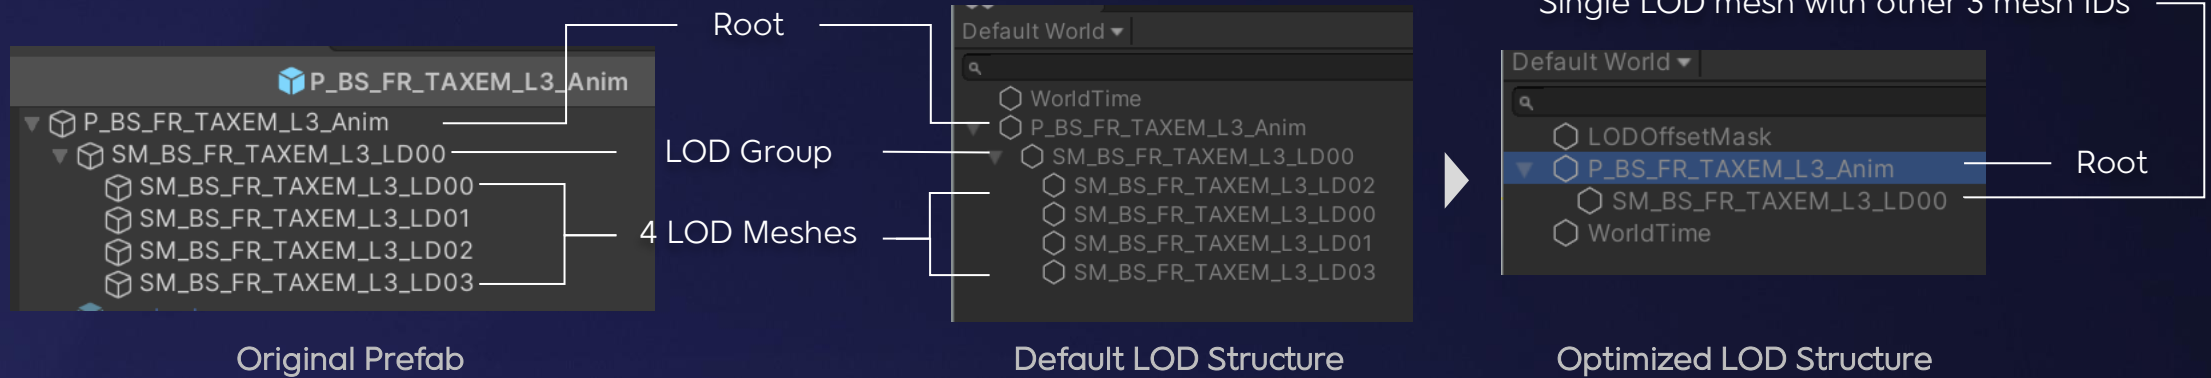 Root
Single LOD mesh with other 3 mesh IDs
P_BS_FR_TAXEM_L3_Anim
P_BS_FR_TAXEM_L3_Anim
SM_BS_FR_TAXEM_L3_LD00
SM_BS_FR_TAXEM_L3_LD00
SM_BS_FR_TAXEM_L3_LD01
SM_BS_FR_TAXEM_L3_LD02
SM_BS_FR_TAXEM_L3_LD03
LOD Group
4 LOD Meshes
Default World
WorldTime
P_BS_FR_TAXEM_L3_Anim
SM_BS_FR_TAXEM_L3_LD00
SM_BS_FR_TAXEM_L3_LD02
SM_BS_FR_TAXEM_L3_LD00
SM_BS_FR_TAXEM_L3_LD01
SM_BS_FR_TAXEM_L3_LD03
Default World
LODOffsetMask
P_BS_FR_TAXEM_L3_Anim
SM_BS_FR_TAXEM_L3_LD00
WorldTime
Root
Original Prefab
Default LOD Structure
Optimized LOD Structure